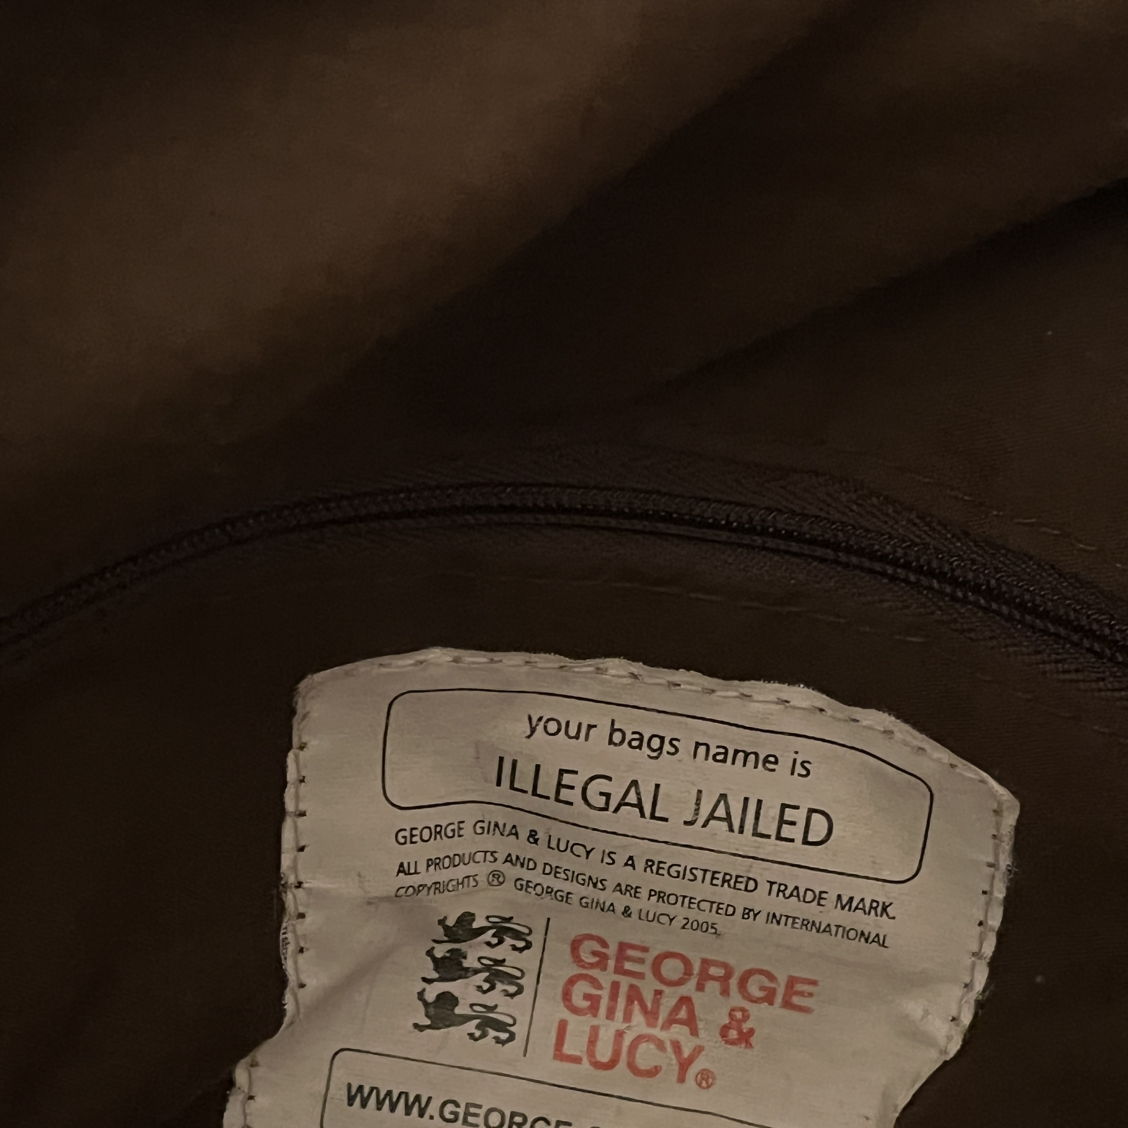 your bags name is
ILLEGAL JAILED
GEORGE GINA & LUCY IS A REGISTERED TRADE MARK.
ALL PRODUCTS AND DESIGNS ARE PROTECTED BY INTERNATIONAL
COPYRIGHTS ® GEORGE GINA & LUCY 2005.
GEORGE
GINA &
LUCY®
WWW.GEORGE